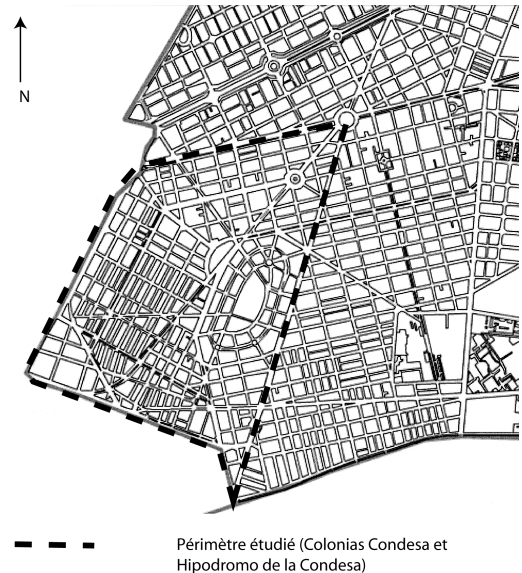 N
Périmètre étudié (Colonias Condesa et
Hipodromo de la Condesa)